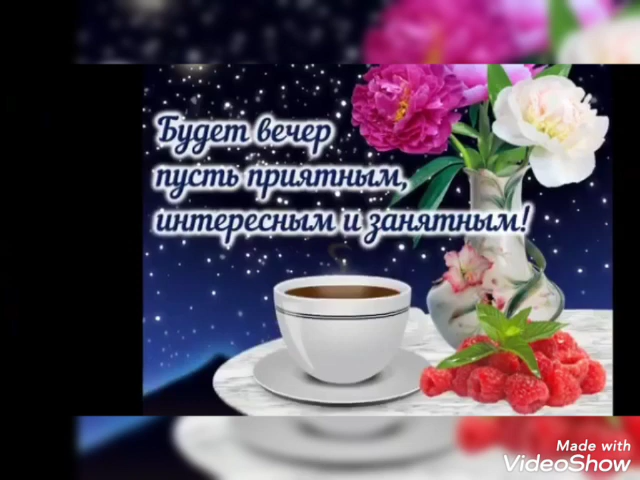 Будет вечер
пусть приятным,
интересным и занятным!
Made with
VideoShow